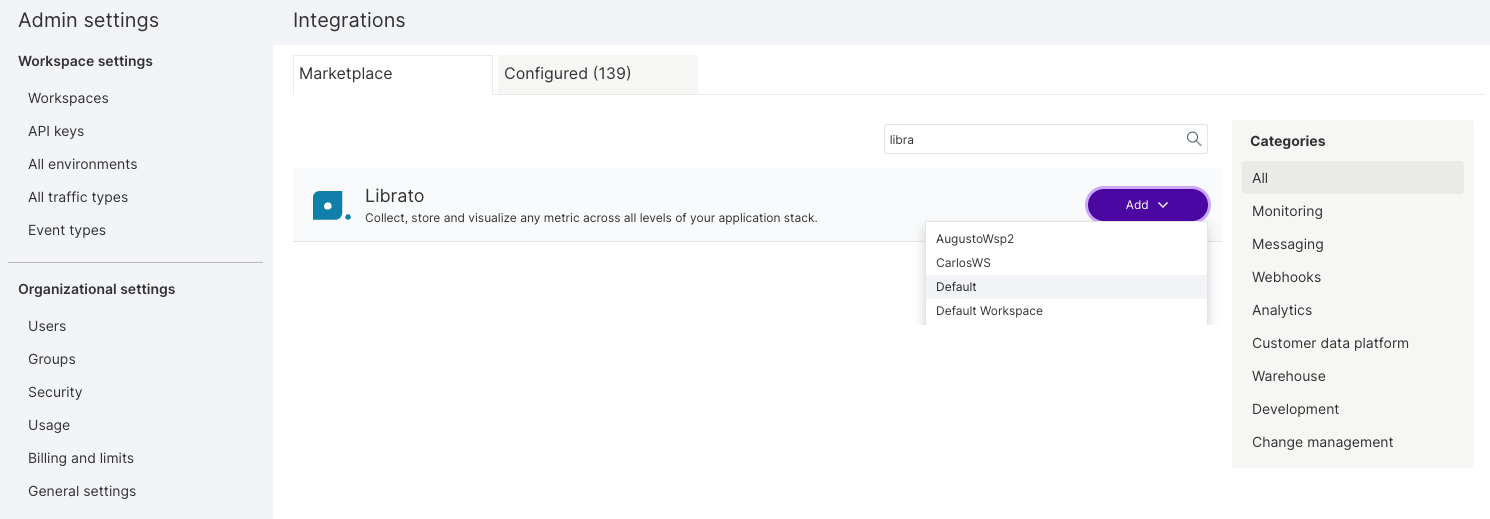 Admin settings
Workspace settings
Workspaces
API keys
All environments
All traffic types
Event types
Organizational settings
Users
Groups
Security
Usage
Billing and limits
General settings
Integrations
Marketplace
Configured (139)
libra
Librato
Collect, store and visualize any metric across all levels of your application stack.
Add
AugustoWsp2
CarlosWS
Default
Default Workspace
Categories
All
Monitoring
Messaging
Webhooks
Analytics
Customer data platform
Warehouse
Development
Change management